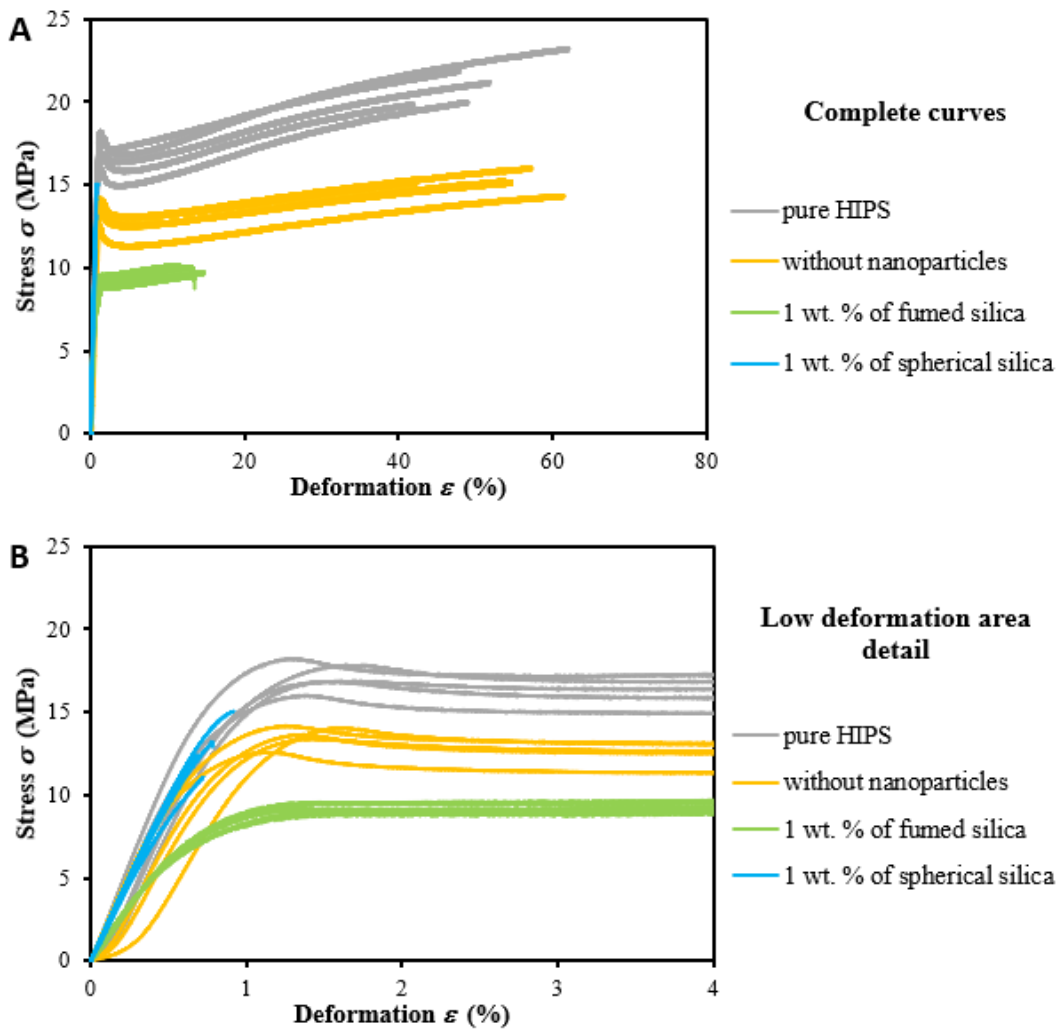 A
25
20
15
10
5
0
Stress σ (MPa)
0 20 40 60 80
Deformation ε (%)
Complete curves
pure HIPS
without nanoparticles
1 wt. % of fumed silica
1 wt. % of spherical silica
B
25
20
15
10
5
0
Stress σ (MPa)
0 1 2 3 4
Deformation ε (%)
Low deformation area
detail
pure HIPS
without nanoparticles
1 wt. % of fumed silica
1 wt. % of spherical silica